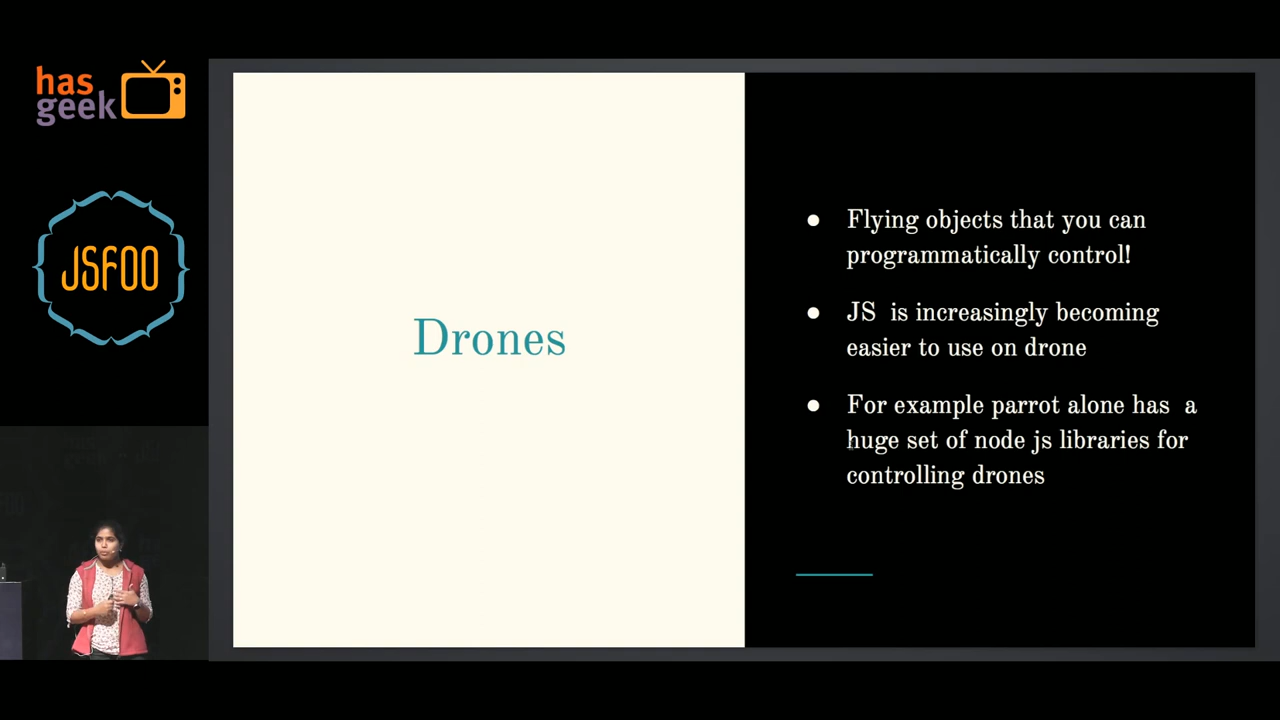 has
geek
JSFOO
Drones
● Flying objects that you can
programmatically control!
● JS  is increasingly becoming
easier to use on drone
● For example parrot alone has  a
huge set of node js libraries for
controlling drones